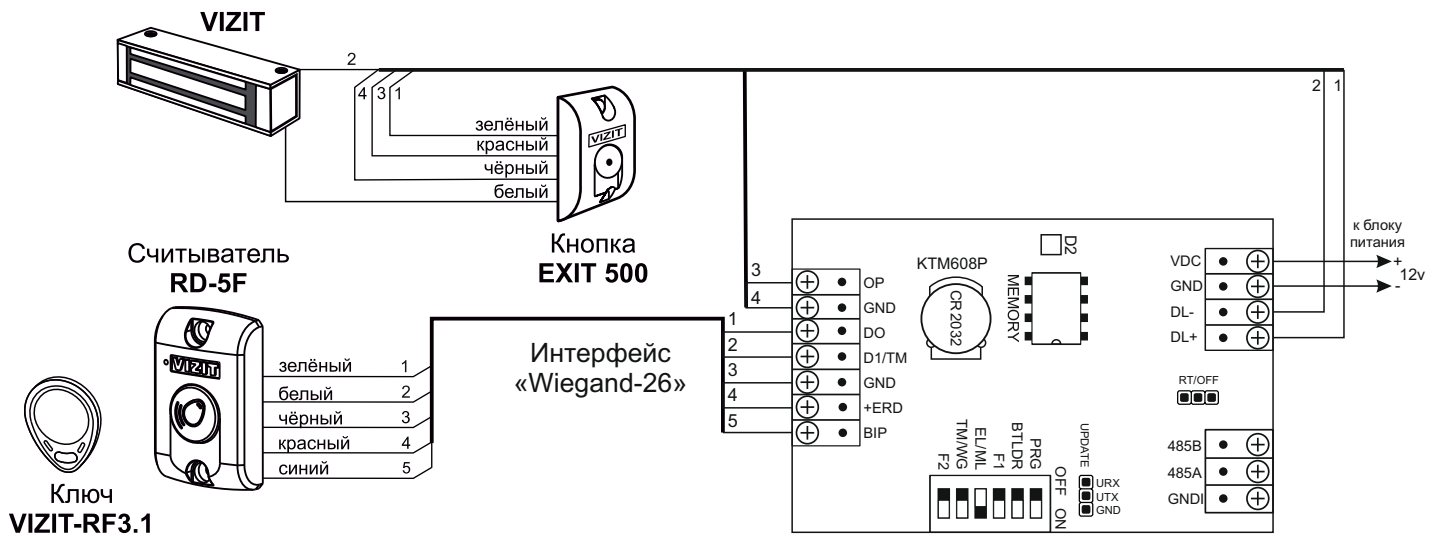 VIZIT
2
4 3 1
зелёный
красный
чёрный
белый
VIZIT
Кнопка
EXIT 500
2 1
Считыватель
RD-5F
VIZIT
зелёный 1
белый 2
чёрный 3
красный 4
синий 5
Ключ
VIZIT-RF3.1
Интерфейс
«Wiegand-26»
3 OP
4 GND
1 DO
2 D1/TM
3 GND
4 +ERD
5 BIP
KTM608P
CR 2032
MEMORY
D2
VDC
GND
DL-
DL+
к блоку
питания
+
12v
-
RT/OFF
485B
485A
GNDI
F2
TM/WG
EL/ML
F1
BTLDR
PRG
OFF ON
UPDATE
URX
UTX
GND